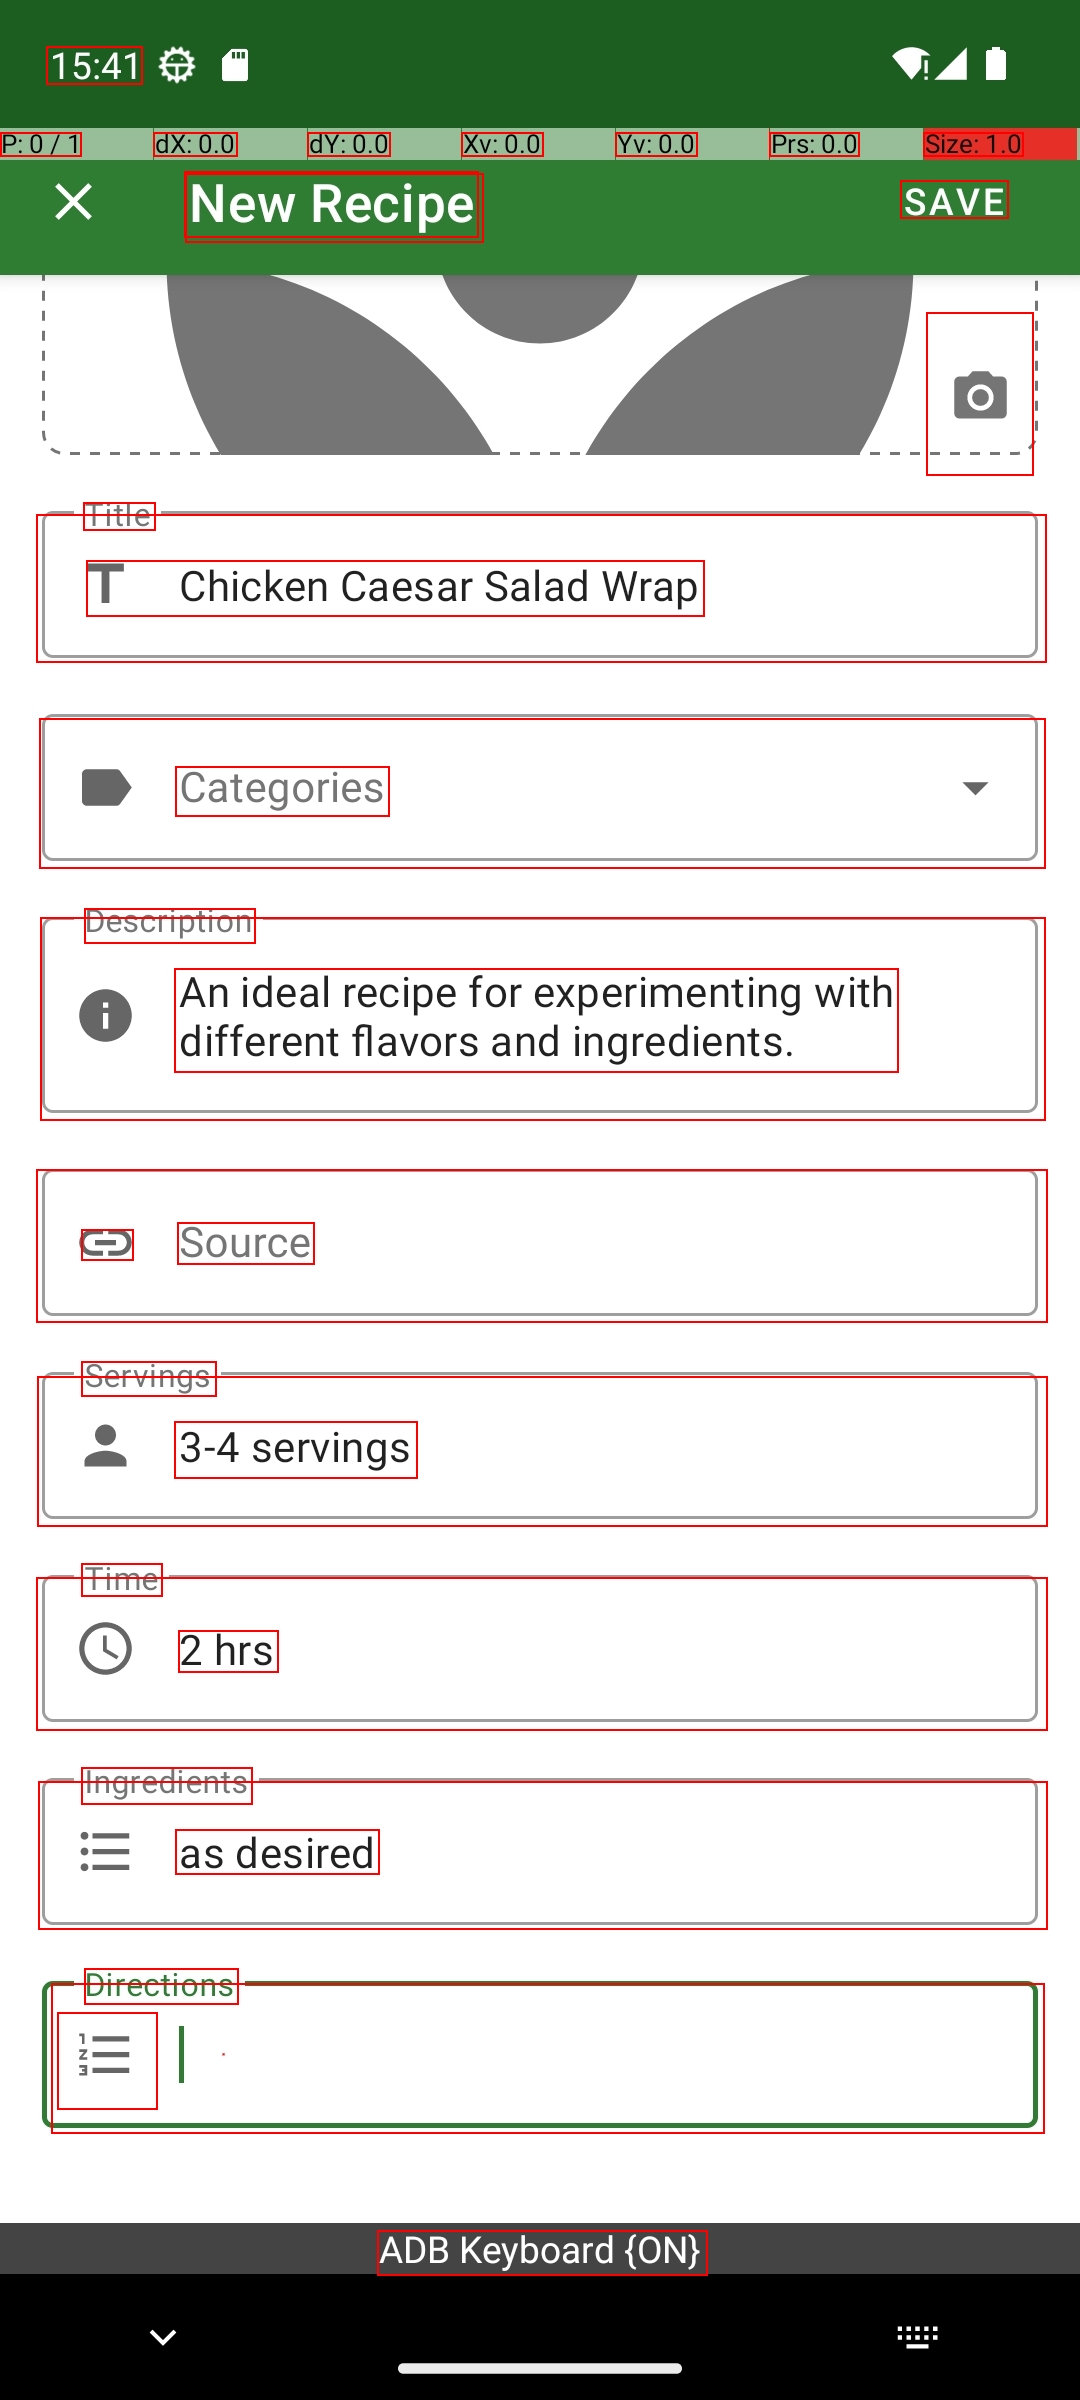 15:41
P: 0 / 1 dX: 0.0 dY: 0.0 Xv: 0.0 Yv: 0.0 Prs: 0.0 Size: 1.0
New Recipe SAVE
Title
Chicken Caesar Salad Wrap
Categories
Description
An ideal recipe for experimenting with
different flavors and ingredients.
Source
Servings
3-4 servings
Time
2 hrs
Ingredients
as desired
Directions
ADB Keyboard {ON}